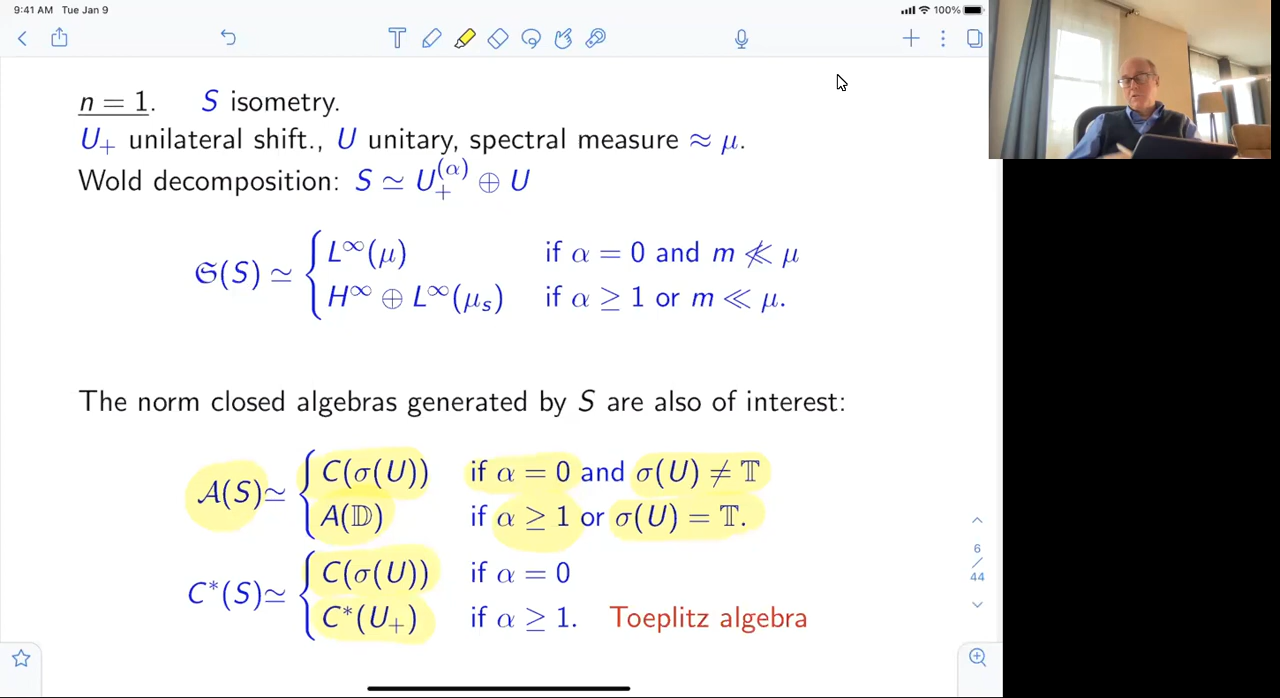 9:41 AM Tue Jan 9
100%
n = 1. S isometry.
U₊ unilateral shift., U unitary, spectral measure ≈ μ.
Wold decomposition: S ≃ U₊^(α) ⊕ U
𝔖(S) ≃ { L^∞(μ) if α = 0 and m ≪̸ μ
H^∞ ⊕ L^∞(μₛ) if α ≥ 1 or m ≪ μ.
The norm closed algebras generated by S are also of interest:
𝒜(S) ≃ { C(σ(U)) if α = 0 and σ(U) ≠ 𝕋
A(𝔻) if α ≥ 1 or σ(U) = 𝕋.
C*(S) ≃ { C(σ(U)) if α = 0
C*(U₊) if α ≥ 1. Toeplitz algebra
6
/
44